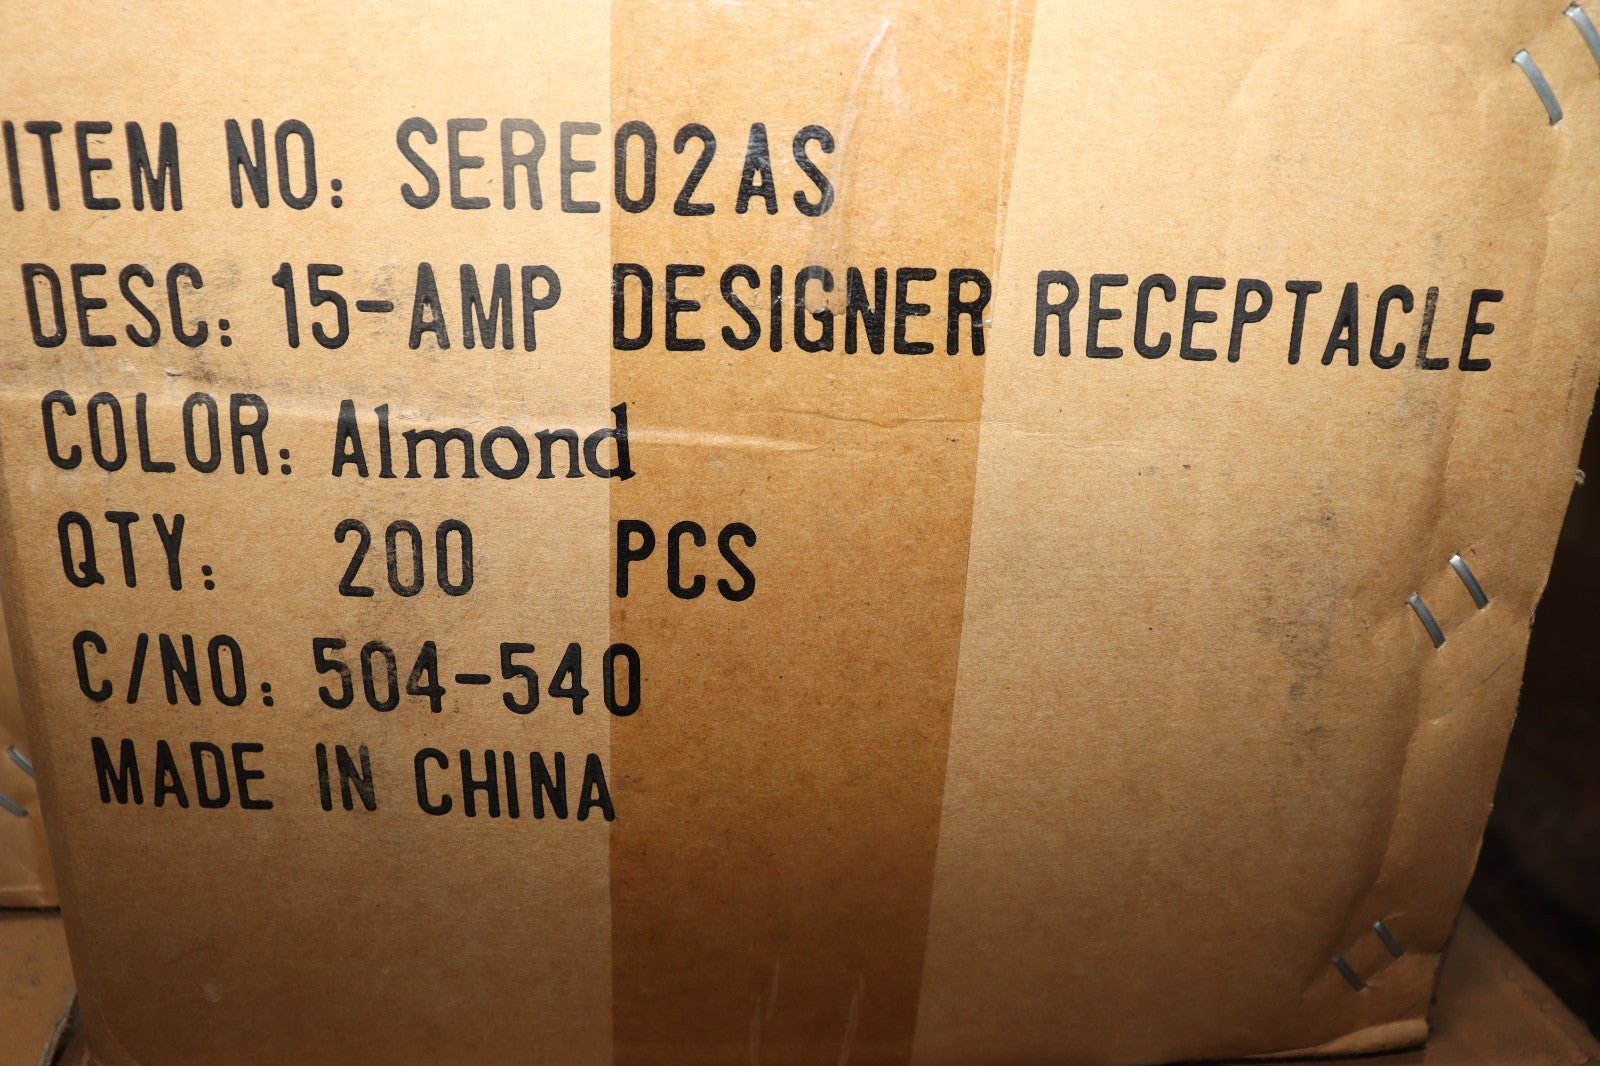 ITEM NO: SERE02AS
DESC: 15-AMP DESIGNER RECEPTACLE
COLOR: Almond
QTY: 200 PCS
C/NO: 504-540
MADE IN CHINA